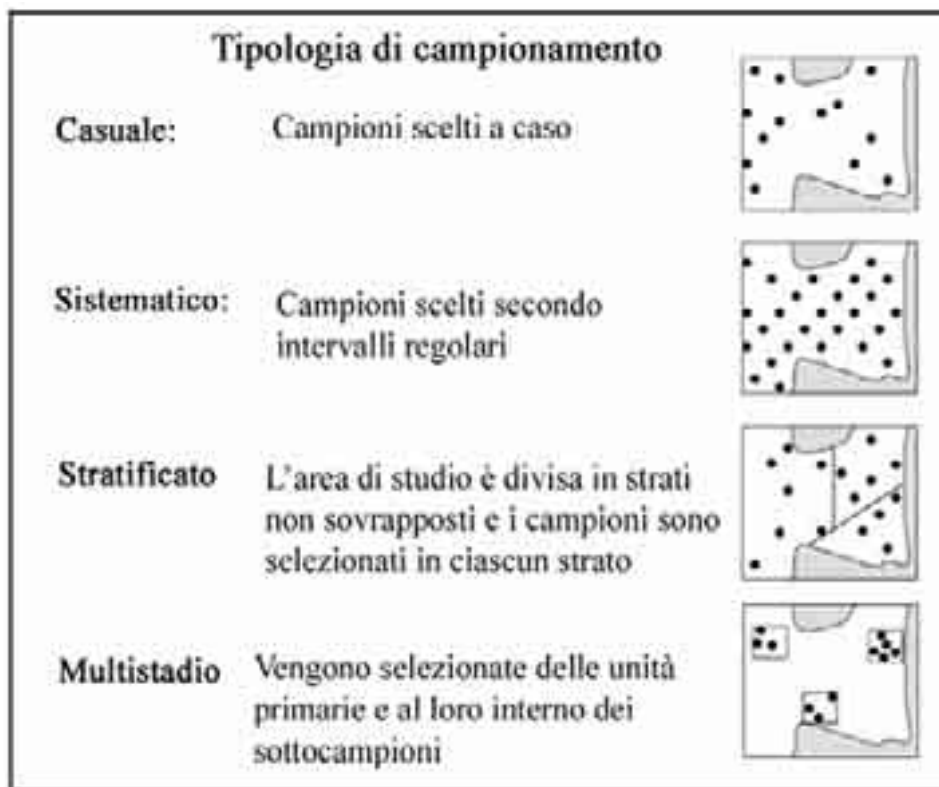 Tipologia di campionamento
Casuale: Campioni scelti a caso
Sistematico: Campioni scelti secondo
intervalli regolari
Stratificato L'area di studio è divisa in strati
non sovrapposti e i campioni sono
selezionati in ciascun strato
Multistadio Vengono selezionate delle unità
primarie e al loro interno dei
sottocampioni